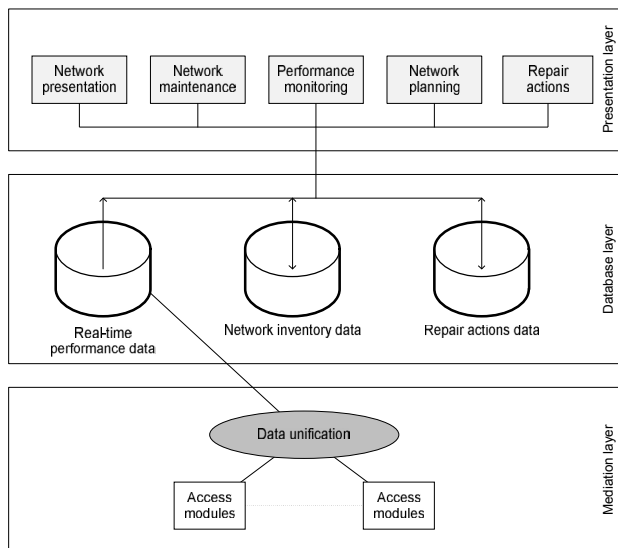 Network
presentation
Network
maintenance
Performance
monitoring
Network
planning
Repair
actions
Presentation layer
Real-time
performance data
Network inventory data
Repair actions data
Database layer
Data unification
Access
modules
Access
modules
Mediation layer